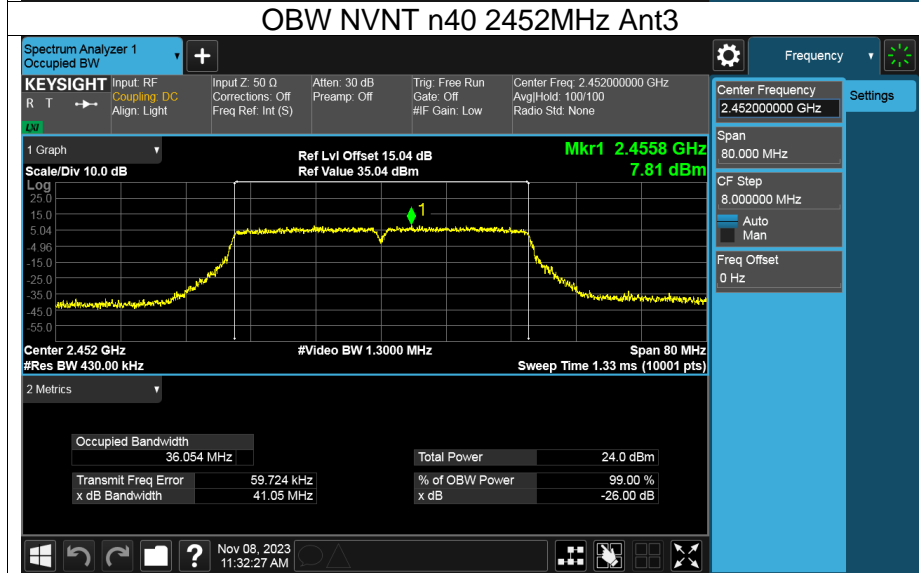 OBW NVNT n40 2452MHz Ant3
Spectrum Analyzer 1
Occupied BW
+
Frequency
KEYSIGHT
R T
LXI
Input: RF
Coupling: DC
Align: Light
Input Z: 50 Ω
Corrections: Off
Freq Ref: Int (S)
Atten: 30 dB
Preamp: Off
Trig: Free Run
Gate: Off
#IF Gain: Low
Center Freq: 2.452000000 GHz
Avg|Hold: 100/100
Radio Std: None
Center Frequency
2.452000000 GHz
Settings
Span
80.000 MHz
CF Step
8.000000 MHz
Auto
Man
Freq Offset
0 Hz
1 Graph
Scale/Div 10.0 dB
Ref Lvl Offset 15.04 dB
Ref Value 35.04 dBm
Mkr1 2.4558 GHz
7.81 dBm
Log
25.0
15.0
5.04
-4.96
-15.0
-25.0
-35.0
-45.0
-55.0
1
Center 2.452 GHz
#Res BW 430.00 kHz
#Video BW 1.3000 MHz
Span 80 MHz
Sweep Time 1.33 ms (10001 pts)
2 Metrics
Occupied Bandwidth
36.054 MHz
Total Power 24.0 dBm
Transmit Freq Error 59.724 kHz
% of OBW Power 99.00 %
x dB Bandwidth 41.05 MHz
x dB -26.00 dB
?
Nov 08, 2023
11:32:27 AM